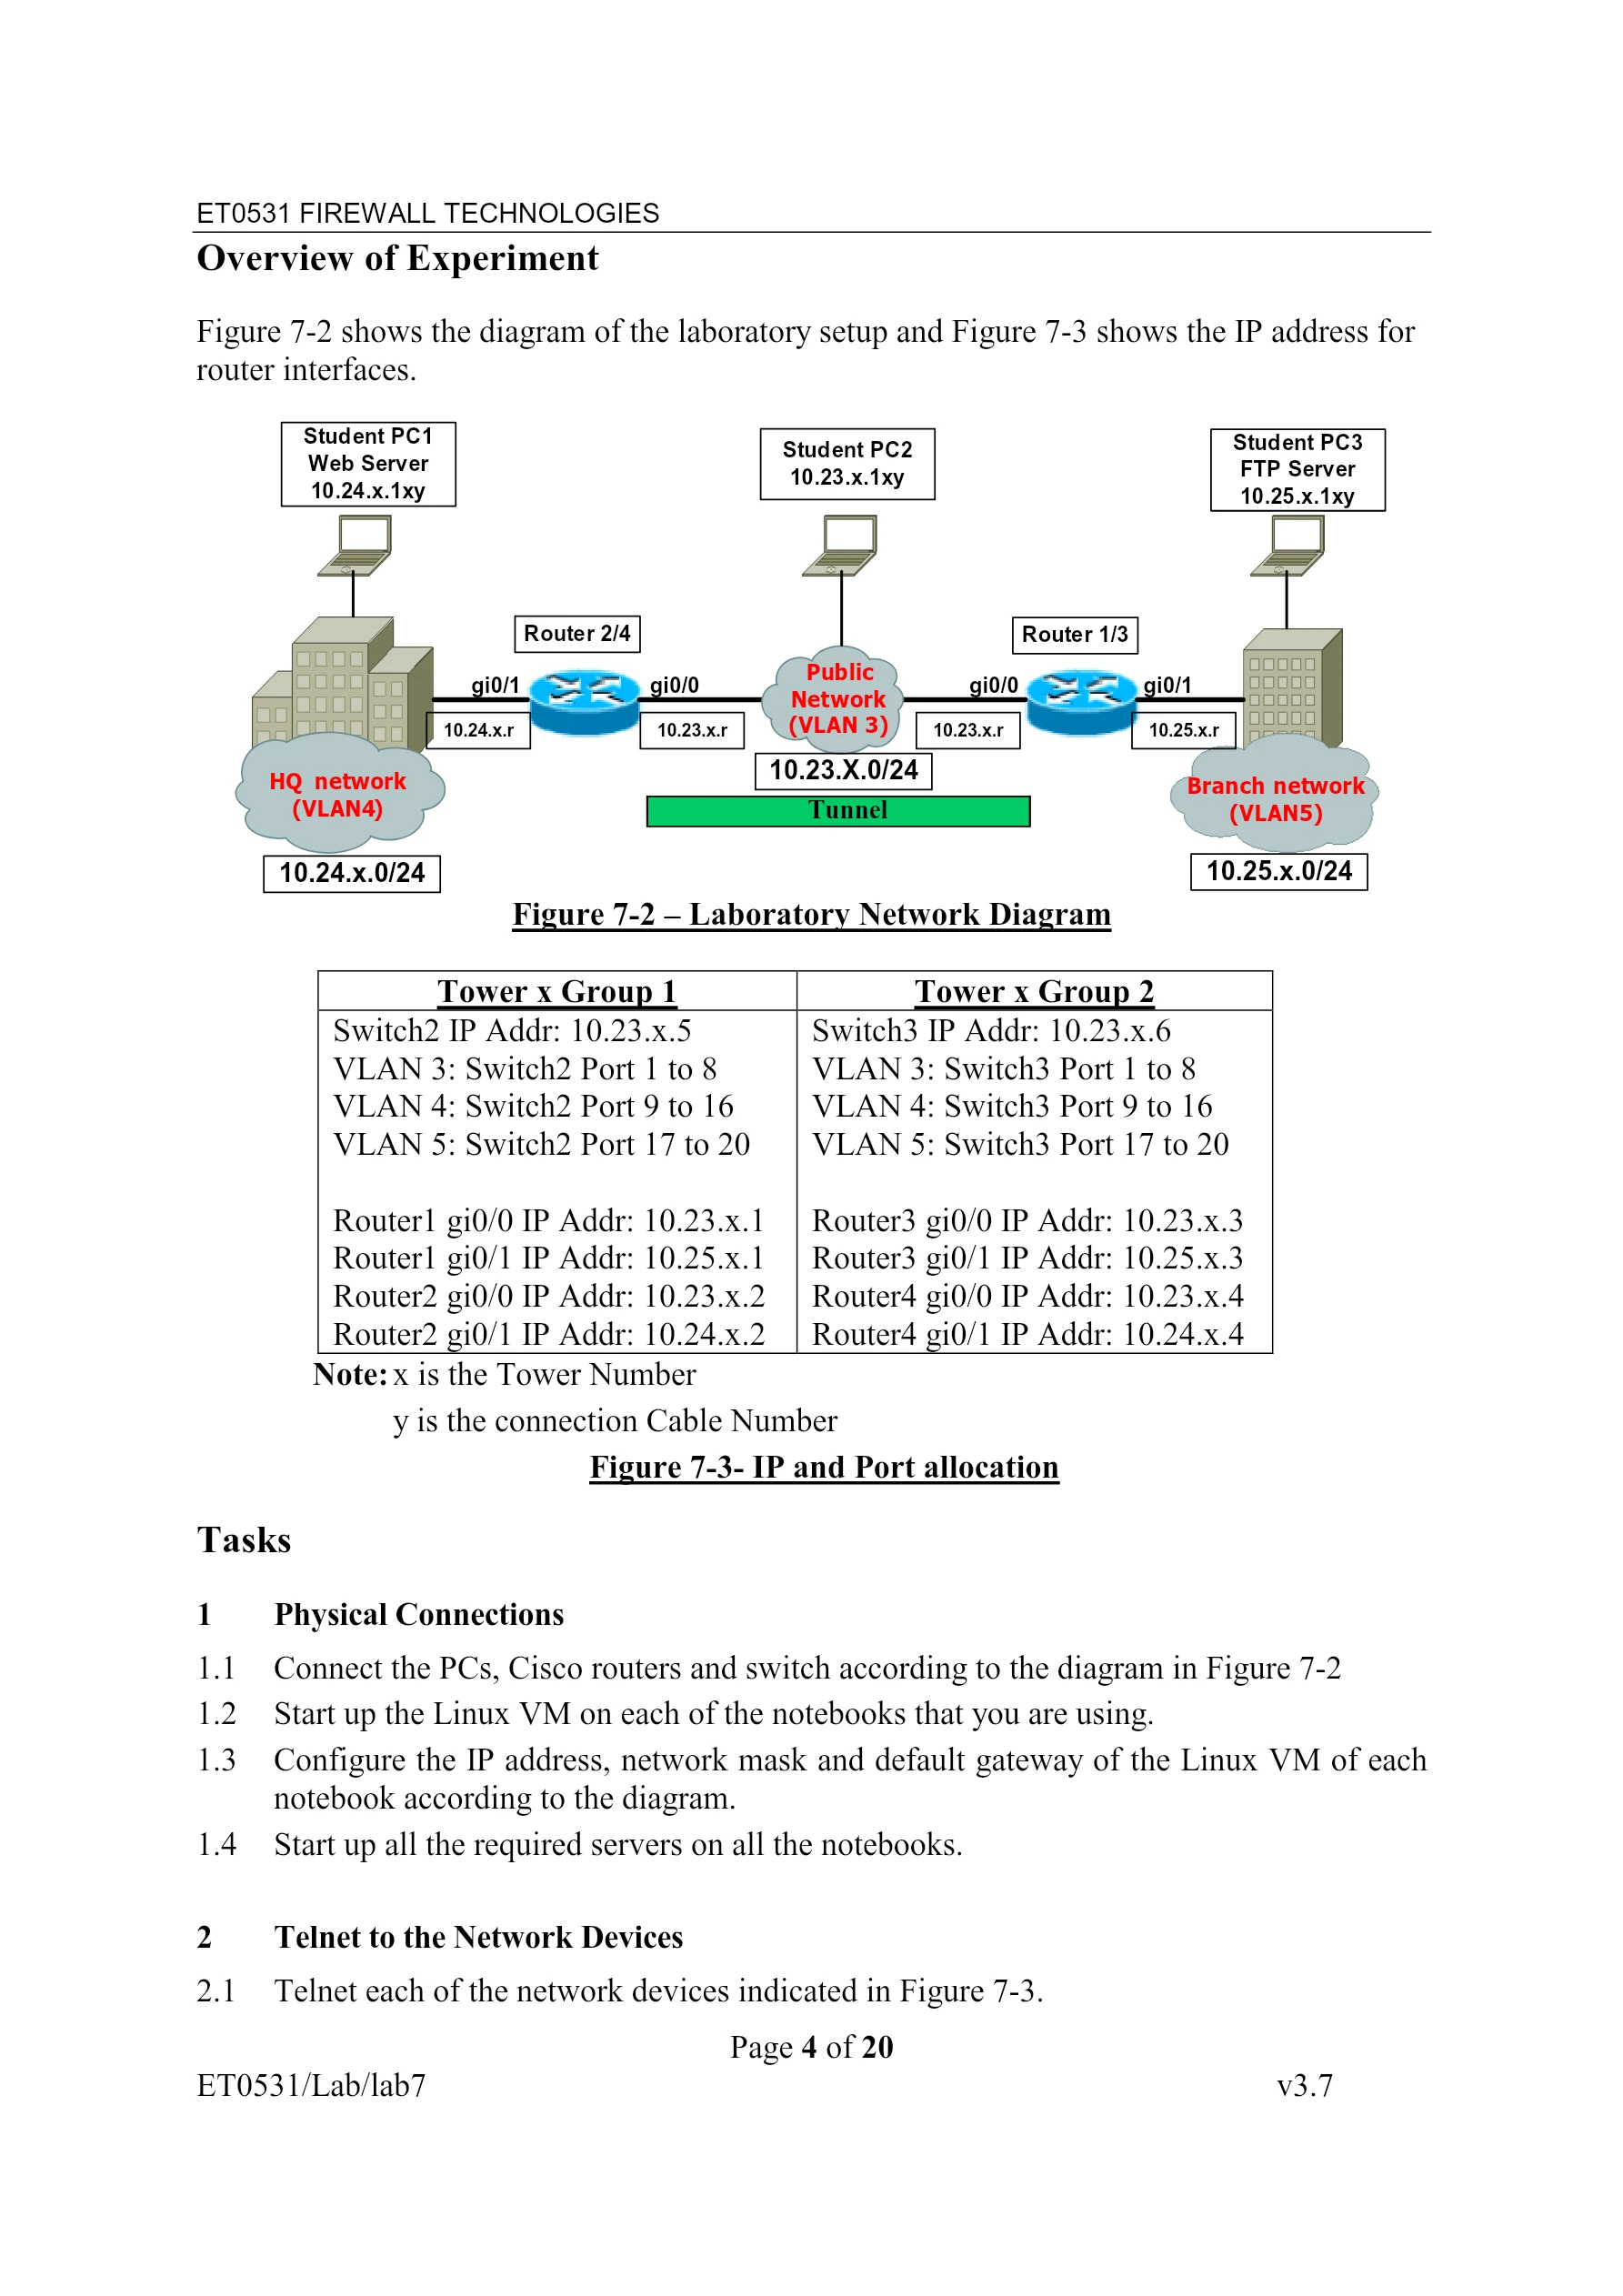 ET0531 FIREWALL TECHNOLOGIES
Overview of Experiment
Figure 7-2 shows the diagram of the laboratory setup and Figure 7-3 shows the IP address for
router interfaces.
Student PC1
Web Server
10.24.x.1xy
Student PC2
10.23.x.1xy
Student PC3
FTP Server
10.25.x.1xy
Router 2/4
Router 1/3
gi0/1
gi0/0
Public
Network
(VLAN 3)
gi0/0
gi0/1
10.24.x.r
10.23.x.r
10.23.x.r
10.25.x.r
10.23.X.0/24
Tunnel
HQ network
(VLAN4)
Branch network
(VLAN5)
10.24.x.0/24
10.25.x.0/24
Figure 7-2 – Laboratory Network Diagram
Tower x Group 1
Switch2 IP Addr: 10.23.x.5
VLAN 3: Switch2 Port 1 to 8
VLAN 4: Switch2 Port 9 to 16
VLAN 5: Switch2 Port 17 to 20
Router1 gi0/0 IP Addr: 10.23.x.1
Router1 gi0/1 IP Addr: 10.25.x.1
Router2 gi0/0 IP Addr: 10.23.x.2
Router2 gi0/1 IP Addr: 10.24.x.2
Tower x Group 2
Switch3 IP Addr: 10.23.x.6
VLAN 3: Switch3 Port 1 to 8
VLAN 4: Switch3 Port 9 to 16
VLAN 5: Switch3 Port 17 to 20
Router3 gi0/0 IP Addr: 10.23.x.3
Router3 gi0/1 IP Addr: 10.25.x.3
Router4 gi0/0 IP Addr: 10.23.x.4
Router4 gi0/1 IP Addr: 10.24.x.4
Note: x is the Tower Number
y is the connection Cable Number
Figure 7-3- IP and Port allocation
Tasks
1 Physical Connections
1.1 Connect the PCs, Cisco routers and switch according to the diagram in Figure 7-2
1.2 Start up the Linux VM on each of the notebooks that you are using.
1.3 Configure the IP address, network mask and default gateway of the Linux VM of each
notebook according to the diagram.
1.4 Start up all the required servers on all the notebooks.
2 Telnet to the Network Devices
2.1 Telnet each of the network devices indicated in Figure 7-3.
Page 4 of 20
ET0531/Lab/lab7 v3.7